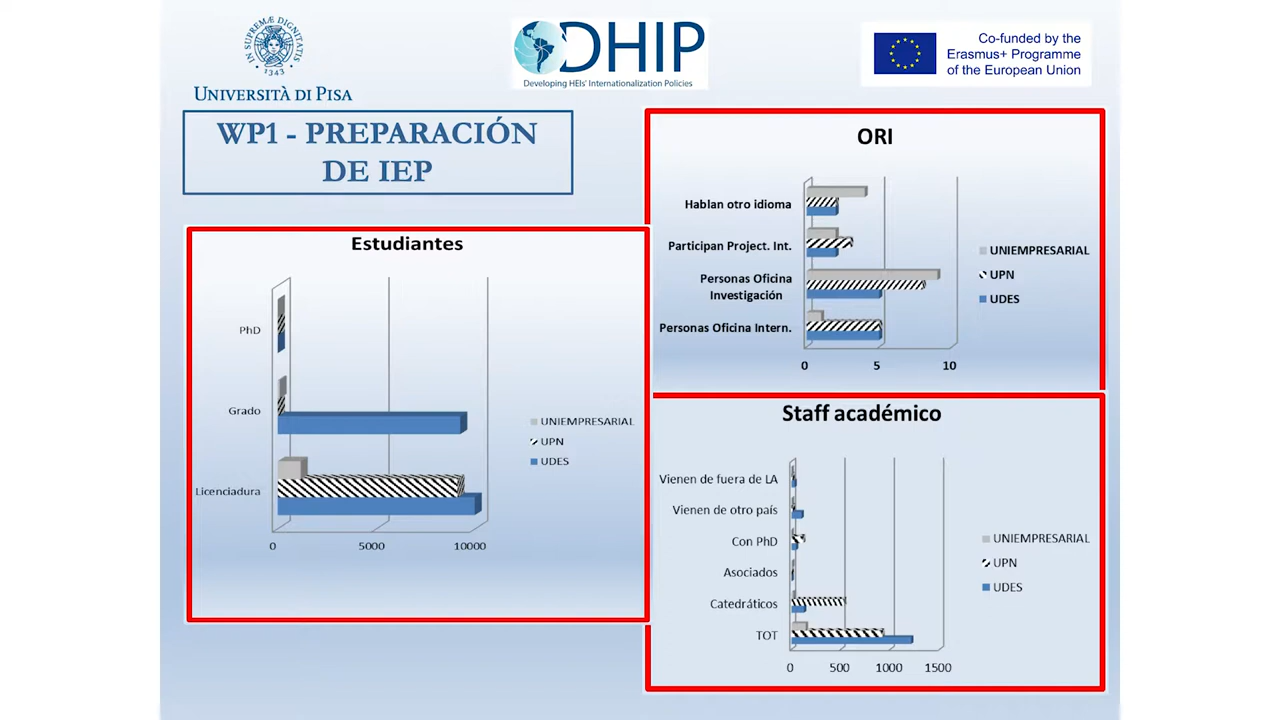 IN SUPREMÆ DIGNITATIS
1343
UNIVERSITÀ DI PISA
DHIP
Developing HEIs' Internationalization Policies
Co-funded by the
Erasmus+ Programme
of the European Union
WP1 - PREPARACIÓN
DE IEP
Estudiantes
PhD
Grado
Licenciadura
0 5000 10000
UNIEMPRESARIAL
UPN
UDES
ORI
Hablan otro idioma
Participan Project. Int.
Personas Oficina
Investigación
Personas Oficina Intern.
0 5 10
UNIEMPRESARIAL
UPN
UDES
Staff académico
Vienen de fuera de LA
Vienen de otro país
Con PhD
Asociados
Catedráticos
TOT
0 500 1000 1500
UNIEMPRESARIAL
UPN
UDES